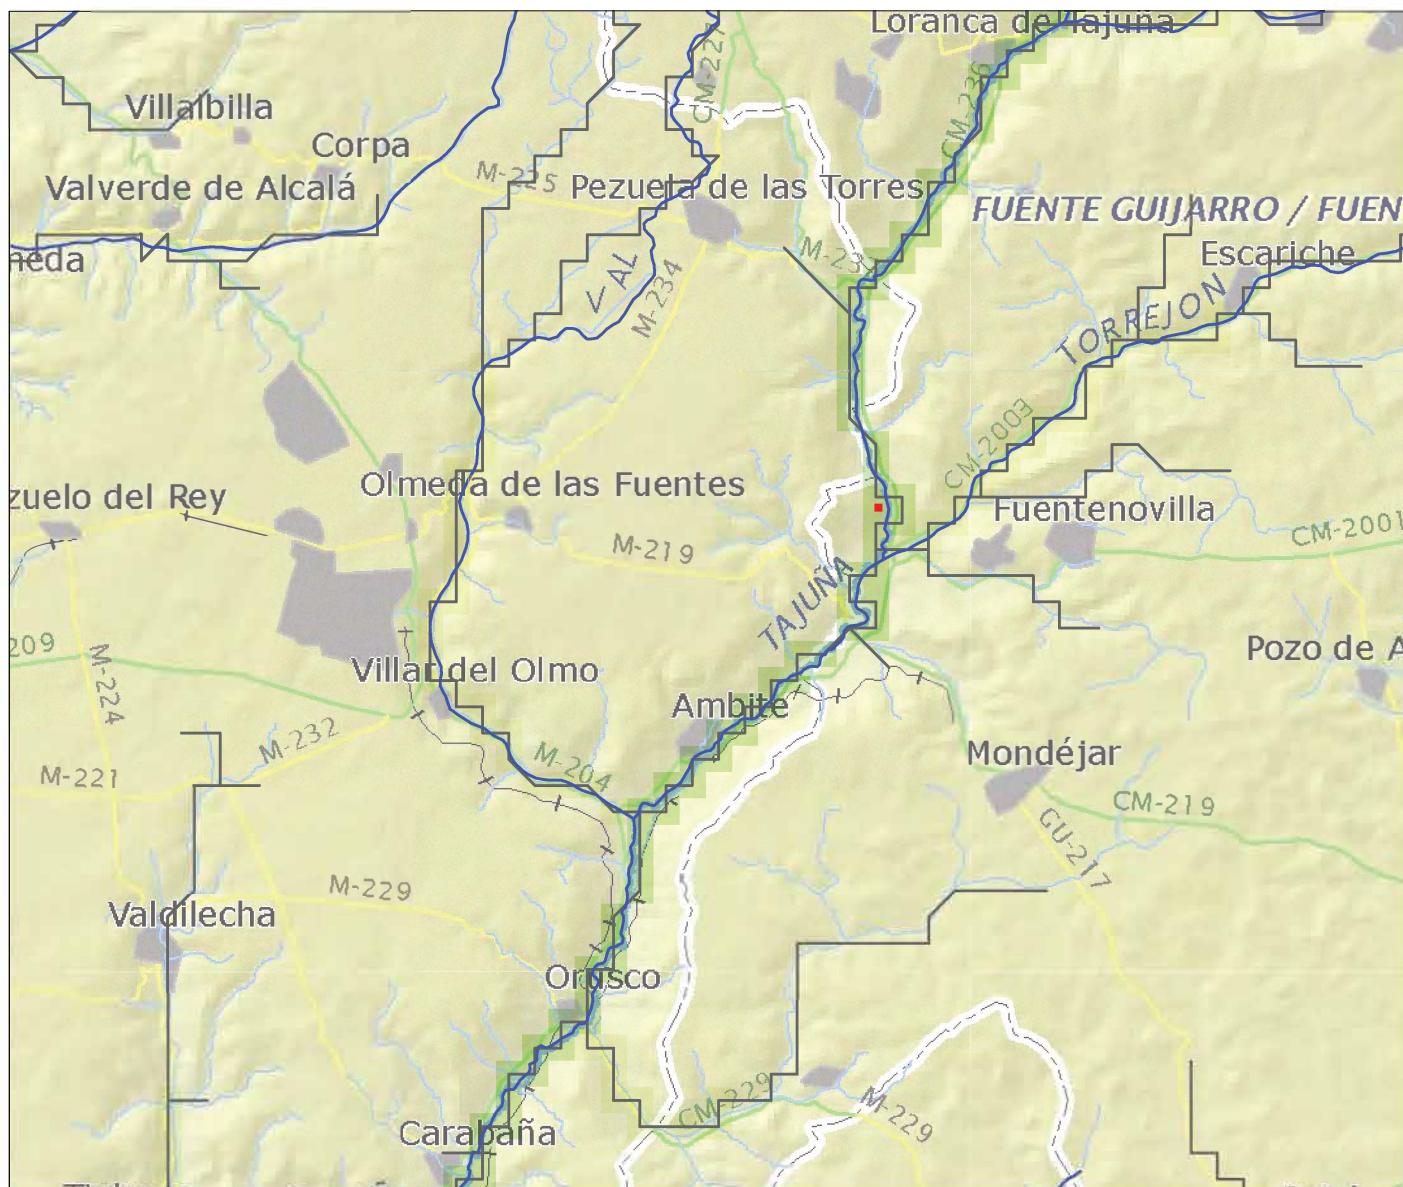 Loranca de Tajuña
CM-227
Villalbilla
CM-236
Corpa
M-225
Pezuela de las Torres
Valverde de Alcalá
FUENTE GUIJARRO / FUEN
Escariche
neda
VAL
M-234
TORREJON
CM-2003
Olmeda de las Fuentes
zuelo del Rey
Fuentenovilla
CM-2001
M-219
TAJUÑA
209
M-224
Villar del Olmo
Pozo de A
Ambite
M-232
Mondéjar
M-221
M-204
CM-219
GU-217
M-229
Valdilecha
Orusco
CM-229
M-229
Carabaña